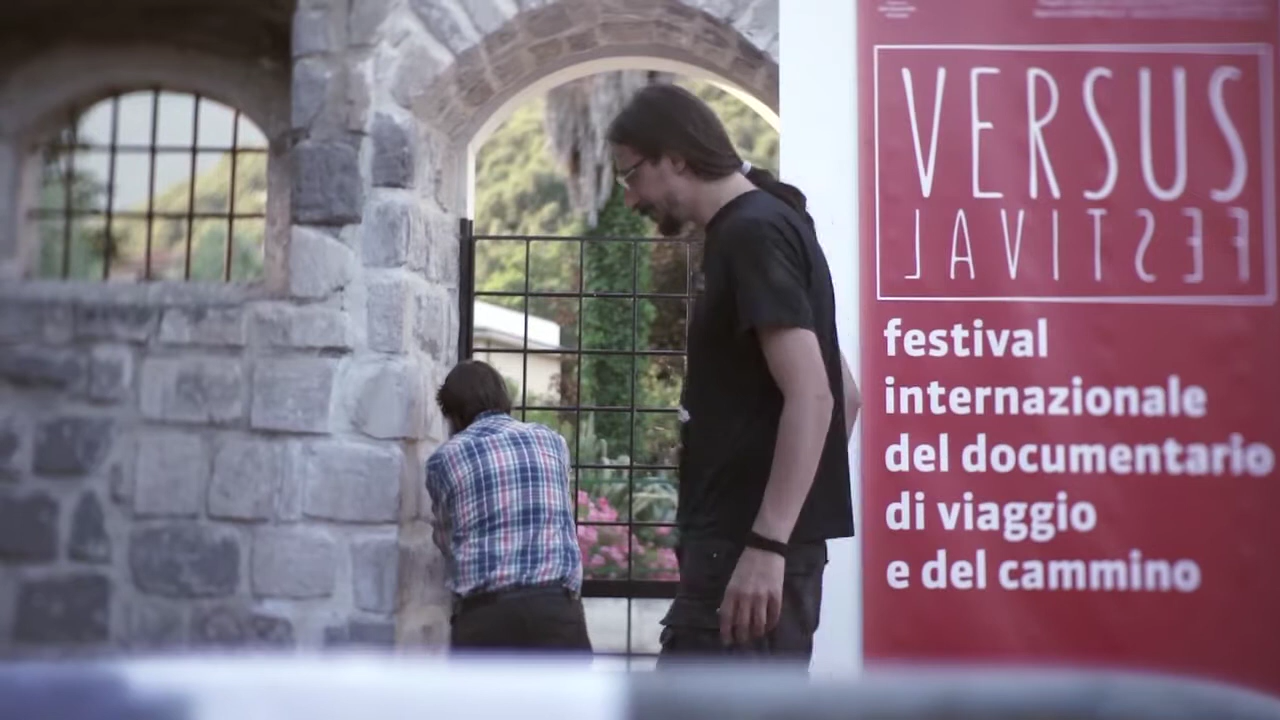 VERSUS
FESTIVAL
festival
internazionale
del documentario
di viaggio
e del cammino